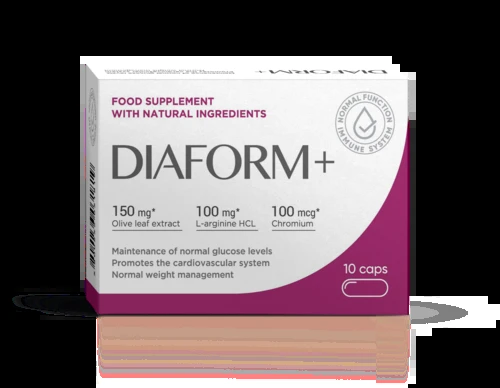 DIAFORM+
FOOD SUPPLEMENT
WITH NATURAL INGREDIENTS
NORMAL FUNCTION
IMMUNE SYSTEM
DIAFORM+
150 mg*
Olive leaf extract
100 mg*
L-arginine HCL
100 mcg*
Chromium
Maintenance of normal glucose levels
Promotes the cardiovascular system
Normal weight management
10 caps